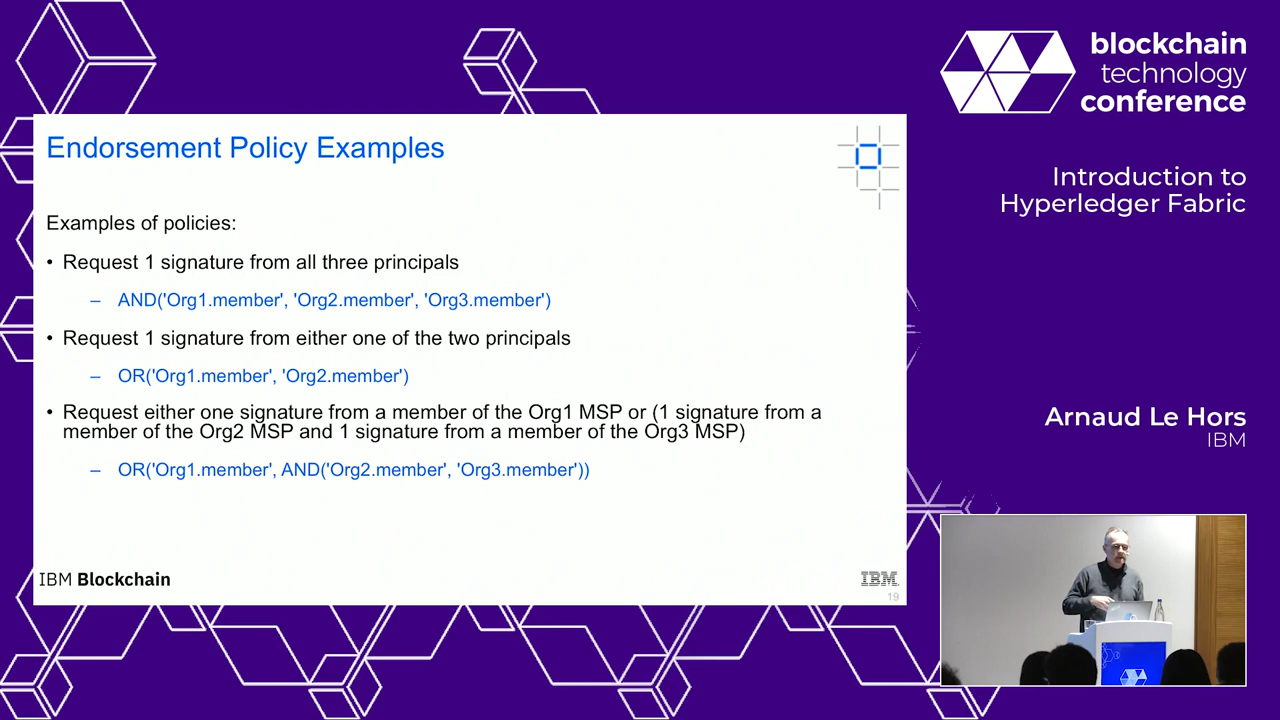 blockchain
technology
conference
Introduction to
Hyperledger Fabric
Endorsement Policy Examples
Examples of policies:
• Request 1 signature from all three principals
– AND('Org1.member', 'Org2.member', 'Org3.member')
• Request 1 signature from either one of the two principals
– OR('Org1.member', 'Org2.member')
• Request either one signature from a member of the Org1 MSP or (1 signature from a
member of the Org2 MSP and 1 signature from a member of the Org3 MSP)
– OR('Org1.member', AND('Org2.member', 'Org3.member'))
IBM Blockchain
IBM
19
Arnaud Le Hors
IBM